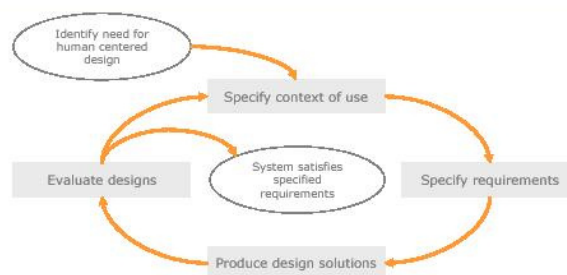 Identify need for
human centered
design
Specify context of use
Evaluate designs
System satisfies
specified
requirements
Specify requirements
Produce design solutions